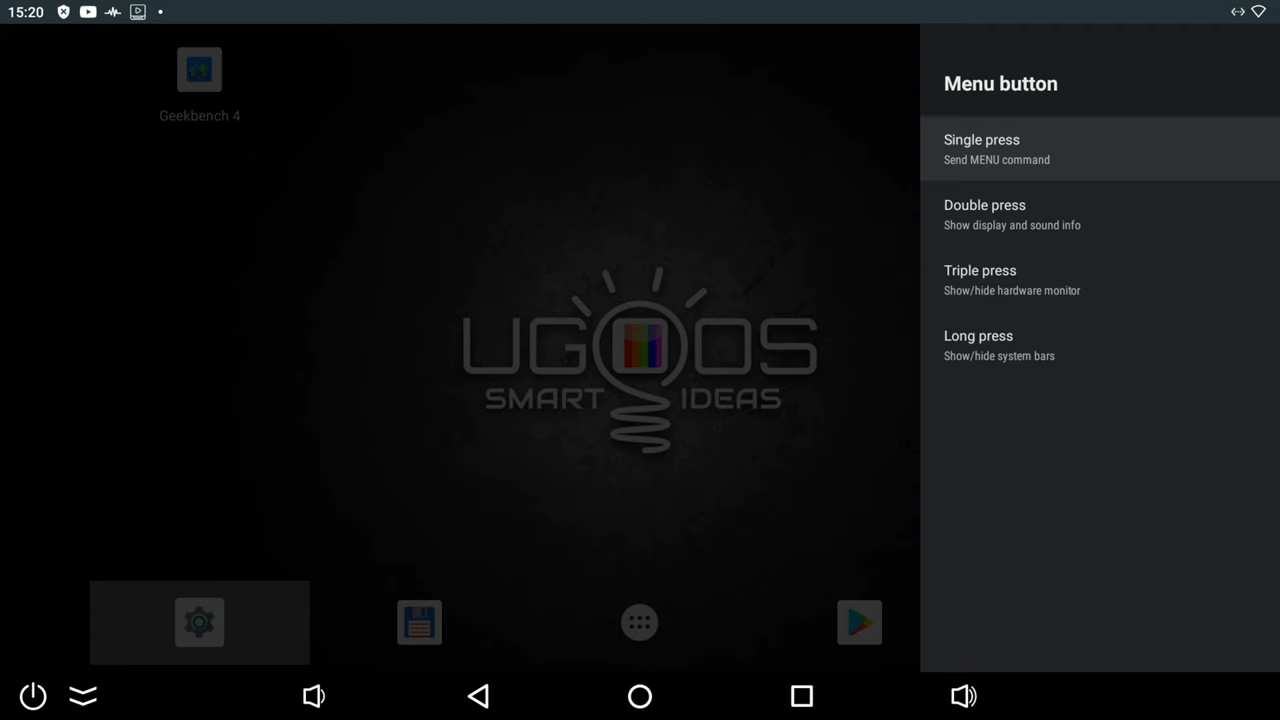 15:20
Geekbench 4
UGOOS
SMART IDEAS
Menu button
Single press
Send MENU command
Double press
Show display and sound info
Triple press
Show/hide hardware monitor
Long press
Show/hide system bars